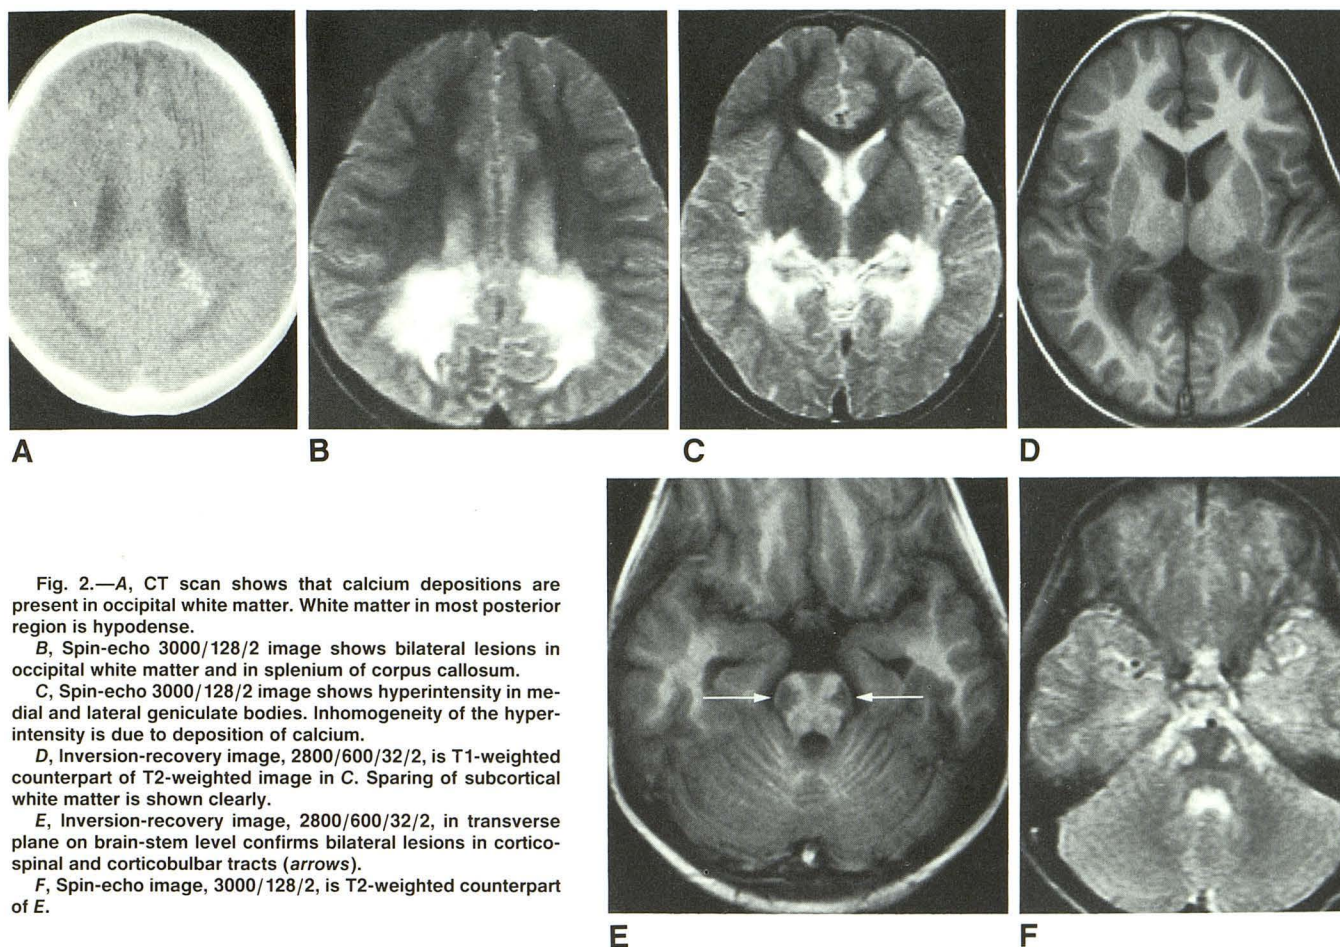 A
B
C
D
Fig. 2.—A, CT scan shows that calcium depositions are
present in occipital white matter. White matter in most posterior
region is hypodense.
B, Spin-echo 3000/128/2 image shows bilateral lesions in
occipital white matter and in splenium of corpus callosum.
C, Spin-echo 3000/128/2 image shows hyperintensity in me-
dial and lateral geniculate bodies. Inhomogeneity of the hyper-
intensity is due to deposition of calcium.
D, Inversion-recovery image, 2800/600/32/2, is T1-weighted
counterpart of T2-weighted image in C. Sparing of subcortical
white matter is shown clearly.
E, Inversion-recovery image, 2800/600/32/2, in transverse
plane on brain-stem level confirms bilateral lesions in cortico-
spinal and corticobulbar tracts (arrows).
F, Spin-echo image, 3000/128/2, is T2-weighted counterpart
of E.
E
F